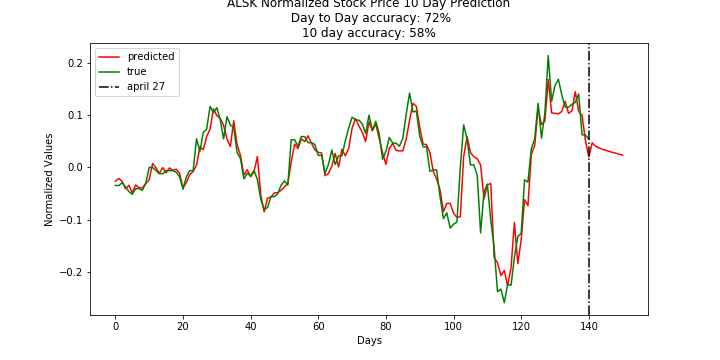 ALSK Normalized Stock Price 10 Day Prediction
Day to Day accuracy: 72%
10 day accuracy: 58%
predicted
true
april 27
Normalized Values
0.2
0.1
0.0
−0.1
−0.2
0 20 40 60 80 100 120 140
Days